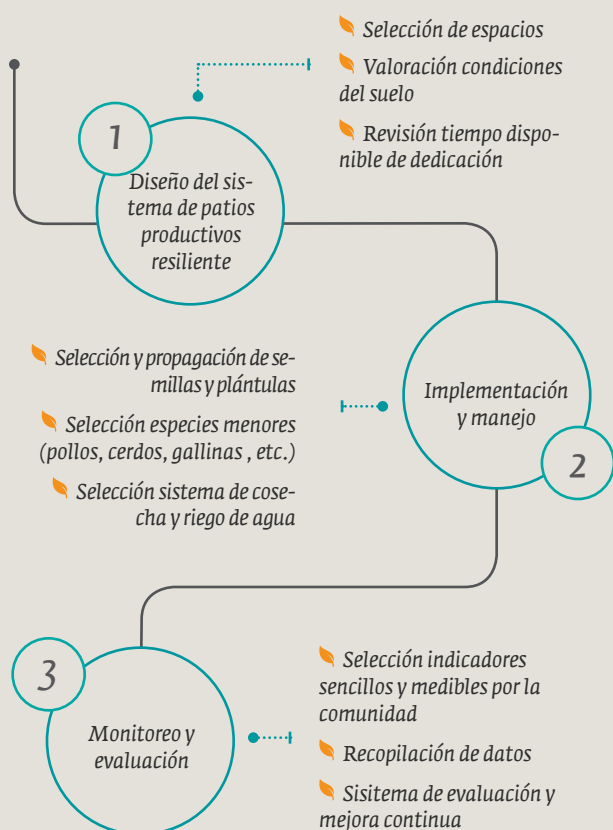 Selección de espacios
Valoración condiciones
del suelo
Revisión tiempo dispo-
nible de dedicación
1
Diseño del sis-
tema de patios
productivos
resiliente
Selección y propagación de se-
millas y plántulas
Selección especies menores
(pollos, cerdos, gallinas , etc.)
Selección sistema de cose-
cha y riego de agua
Implementación
y manejo
2
3
Monitoreo y
evaluación
Selección indicadores
sencillos y medibles por la
comunidad
Recopilación de datos
Sisitema de evaluación y
mejora continua